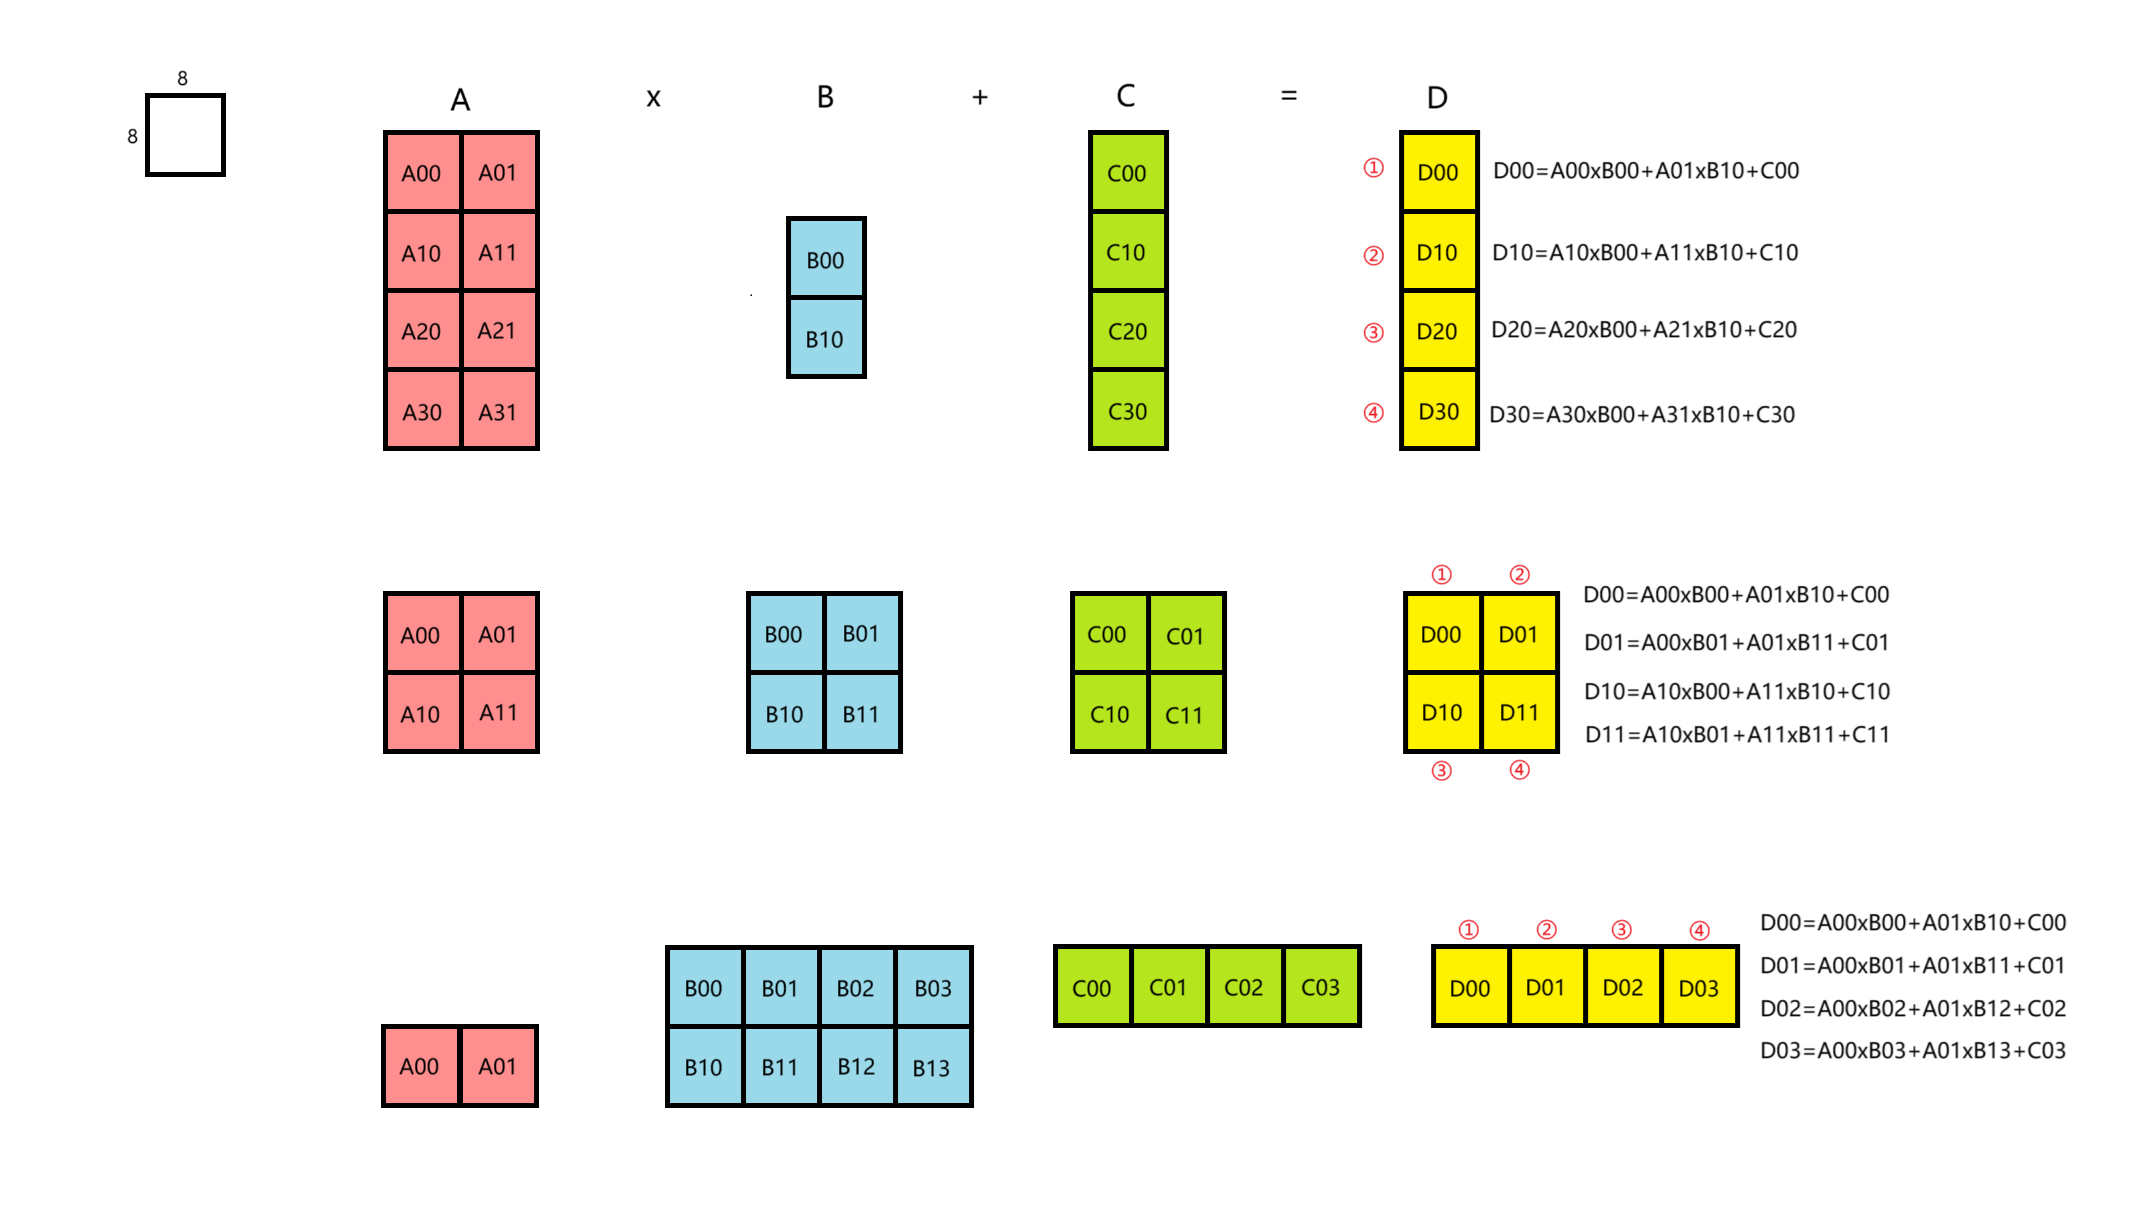 8
8
A x B + C = D
A00 A01
A10 A11
A20 A21
A30 A31
B00
B10
C00
C10
C20
C30
① D00 D00=A00xB00+A01xB10+C00
② D10 D10=A10xB00+A11xB10+C10
③ D20 D20=A20xB00+A21xB10+C20
④ D30 D30=A30xB00+A31xB10+C30
A00 A01
A10 A11
B00 B01
B10 B11
C00 C01
C10 C11
① ②
D00 D01
D10 D11
③ ④
D00=A00xB00+A01xB10+C00
D01=A00xB01+A01xB11+C01
D10=A10xB00+A11xB10+C10
D11=A10xB01+A11xB11+C11
A00 A01
B00 B01 B02 B03
B10 B11 B12 B13
C00 C01 C02 C03
① ② ③ ④
D00 D01 D02 D03
D00=A00xB00+A01xB10+C00
D01=A00xB01+A01xB11+C01
D02=A00xB02+A01xB12+C02
D03=A00xB03+A01xB13+C03